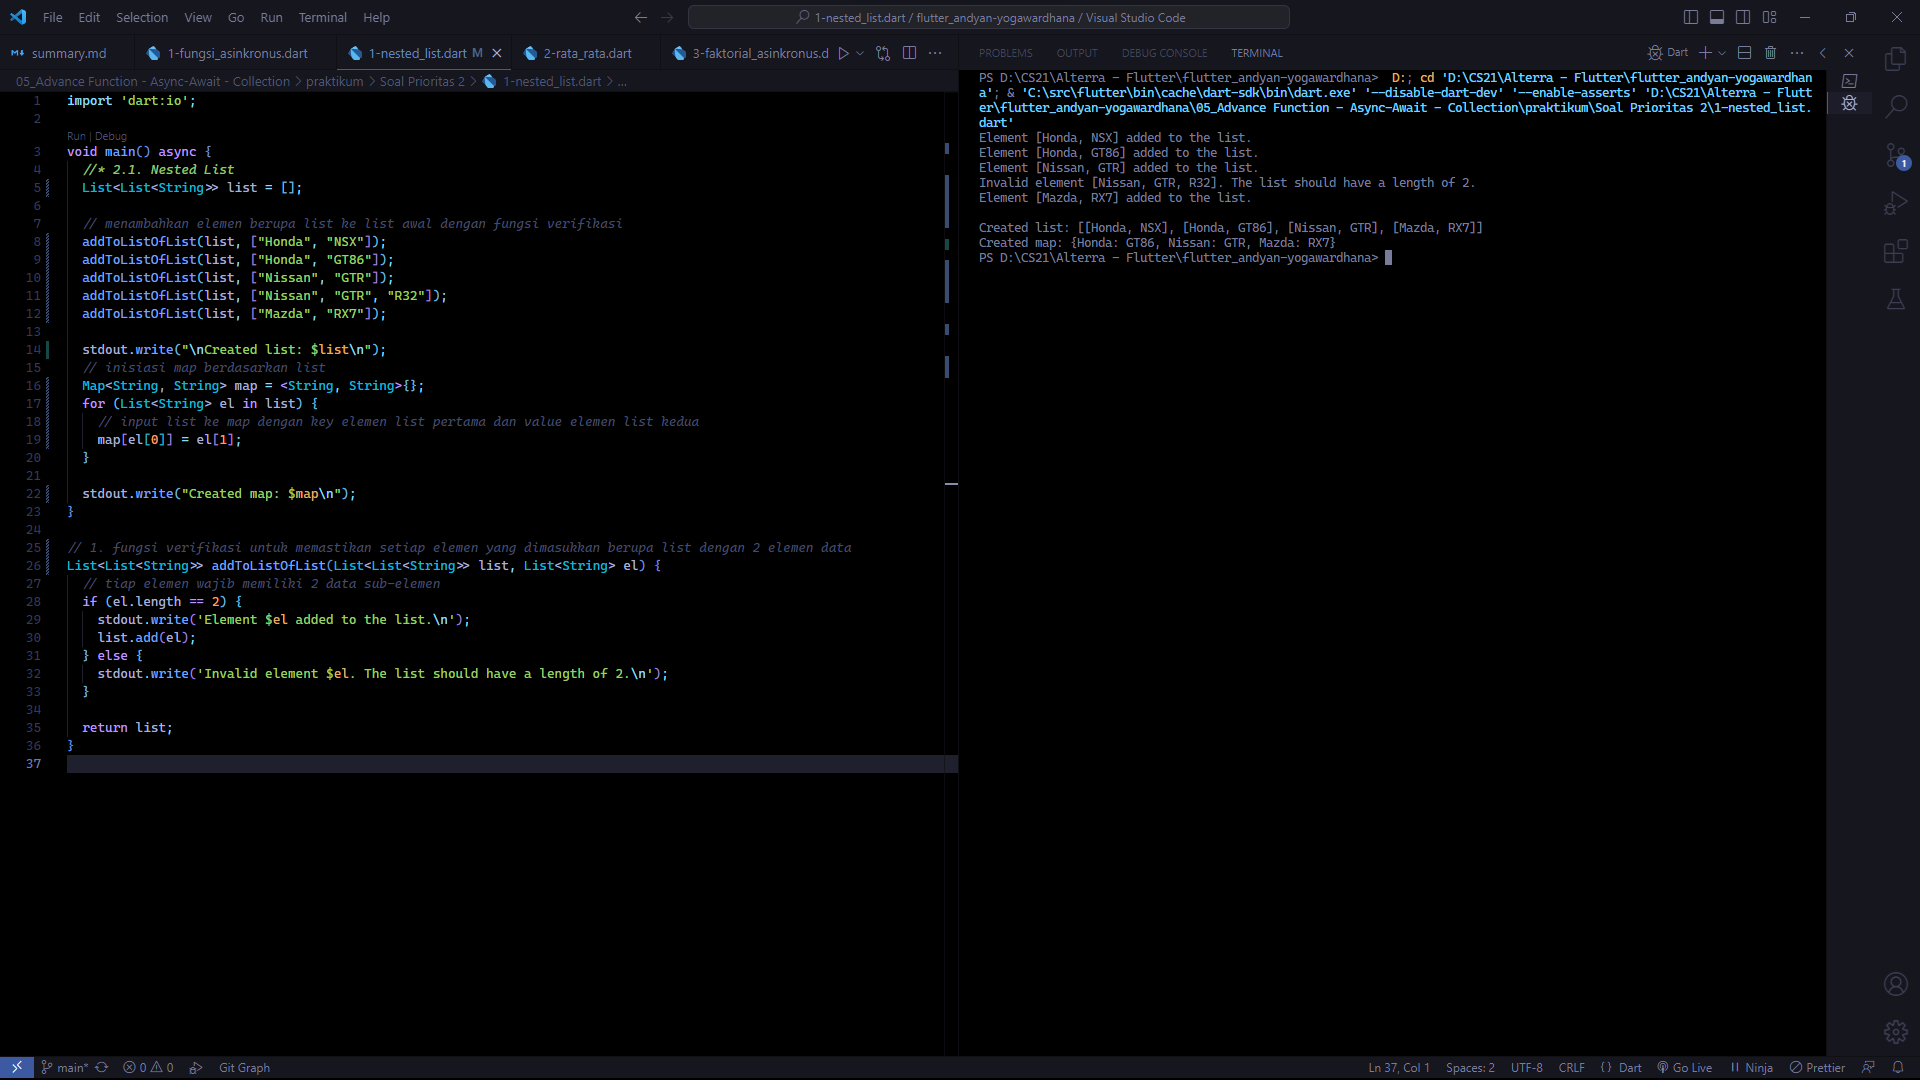 File Edit Selection View Go Run Terminal Help
1-nested_list.dart / flutter_andyan-yogawardhana / Visual Studio Code
summary.md 1-fungsi_asinkronus.dart 1-nested_list.dart M 2-rata_rata.dart 3-faktorial_asinkronus.d
05_Advance Function - Async-Await - Collection > praktikum > Soal Prioritas 2 > 1-nested_list.dart > ...
1 import 'dart:io';
2
Run | Debug
3 void main() async {
4 //* 2.1. Nested List
5 List<List<String>> list = [];
6
7 // menambahkan elemen berupa list ke list awal dengan fungsi verifikasi
8 addToListOfList(list, ["Honda", "NSX"]);
9 addToListOfList(list, ["Honda", "GT86"]);
10 addToListOfList(list, ["Nissan", "GTR"]);
11 addToListOfList(list, ["Nissan", "GTR", "R32"]);
12 addToListOfList(list, ["Mazda", "RX7"]);
13
14 stdout.write("\nCreated list: $list\n");
15 // inisiasi map berdasarkan list
16 Map<String, String> map = <String, String>{};
17 for (List<String> el in list) {
18 // input list ke map dengan key elemen list pertama dan value elemen list kedua
19 map[el[0]] = el[1];
20 }
21
22 stdout.write("Created map: $map\n");
23 }
24
25 // 1. fungsi verifikasi untuk memastikan setiap elemen yang dimasukkan berupa list dengan 2 elemen data
26 List<List<String>> addToListOfList(List<List<String>> list, List<String> el) {
27 // tiap elemen wajib memiliki 2 data sub-elemen
28 if (el.length == 2) {
29 stdout.write('Element $el added to the list.\n');
30 list.add(el);
31 } else {
32 stdout.write('Invalid element $el. The list should have a length of 2.\n');
33 }
34
35 return list;
36 }
37
PROBLEMS OUTPUT DEBUG CONSOLE TERMINAL Dart
PS D:\CS21\Alterra - Flutter\flutter_andyan-yogawardhana> D:; cd 'D:\CS21\Alterra - Flutter\flutter_andyan-yogawardhan
a'; & 'C:\src\flutter\bin\cache\dart-sdk\bin\dart.exe' '--disable-dart-dev' '--enable-asserts' 'D:\CS21\Alterra - Flutt
er\flutter_andyan-yogawardhana\05_Advance Function - Async-Await - Collection\praktikum\Soal Prioritas 2\1-nested_list.
dart'
Element [Honda, NSX] added to the list.
Element [Honda, GT86] added to the list.
Element [Nissan, GTR] added to the list.
Invalid element [Nissan, GTR, R32]. The list should have a length of 2.
Element [Mazda, RX7] added to the list.
Created list: [[Honda, NSX], [Honda, GT86], [Nissan, GTR], [Mazda, RX7]]
Created map: {Honda: GT86, Nissan: GTR, Mazda: RX7}
PS D:\CS21\Alterra - Flutter\flutter_andyan-yogawardhana>
1
main* 0 0 Git Graph Ln 37, Col 1 Spaces: 2 UTF-8 CRLF { } Dart Go Live Ninja Prettier